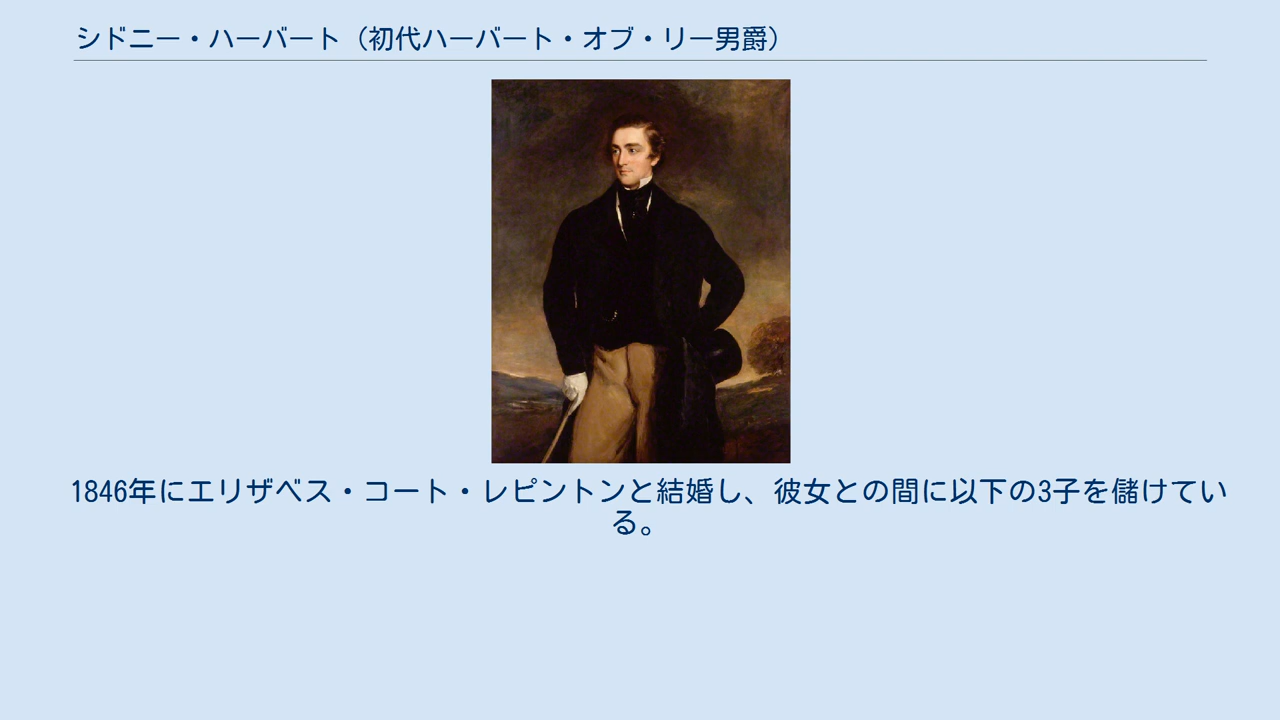 シドニー・ハーバート（初代ハーバート・オブ・リー男爵）
1846年にエリザベス・コート・レピントンと結婚し、彼女との間に以下の3子を儲けてい
る。